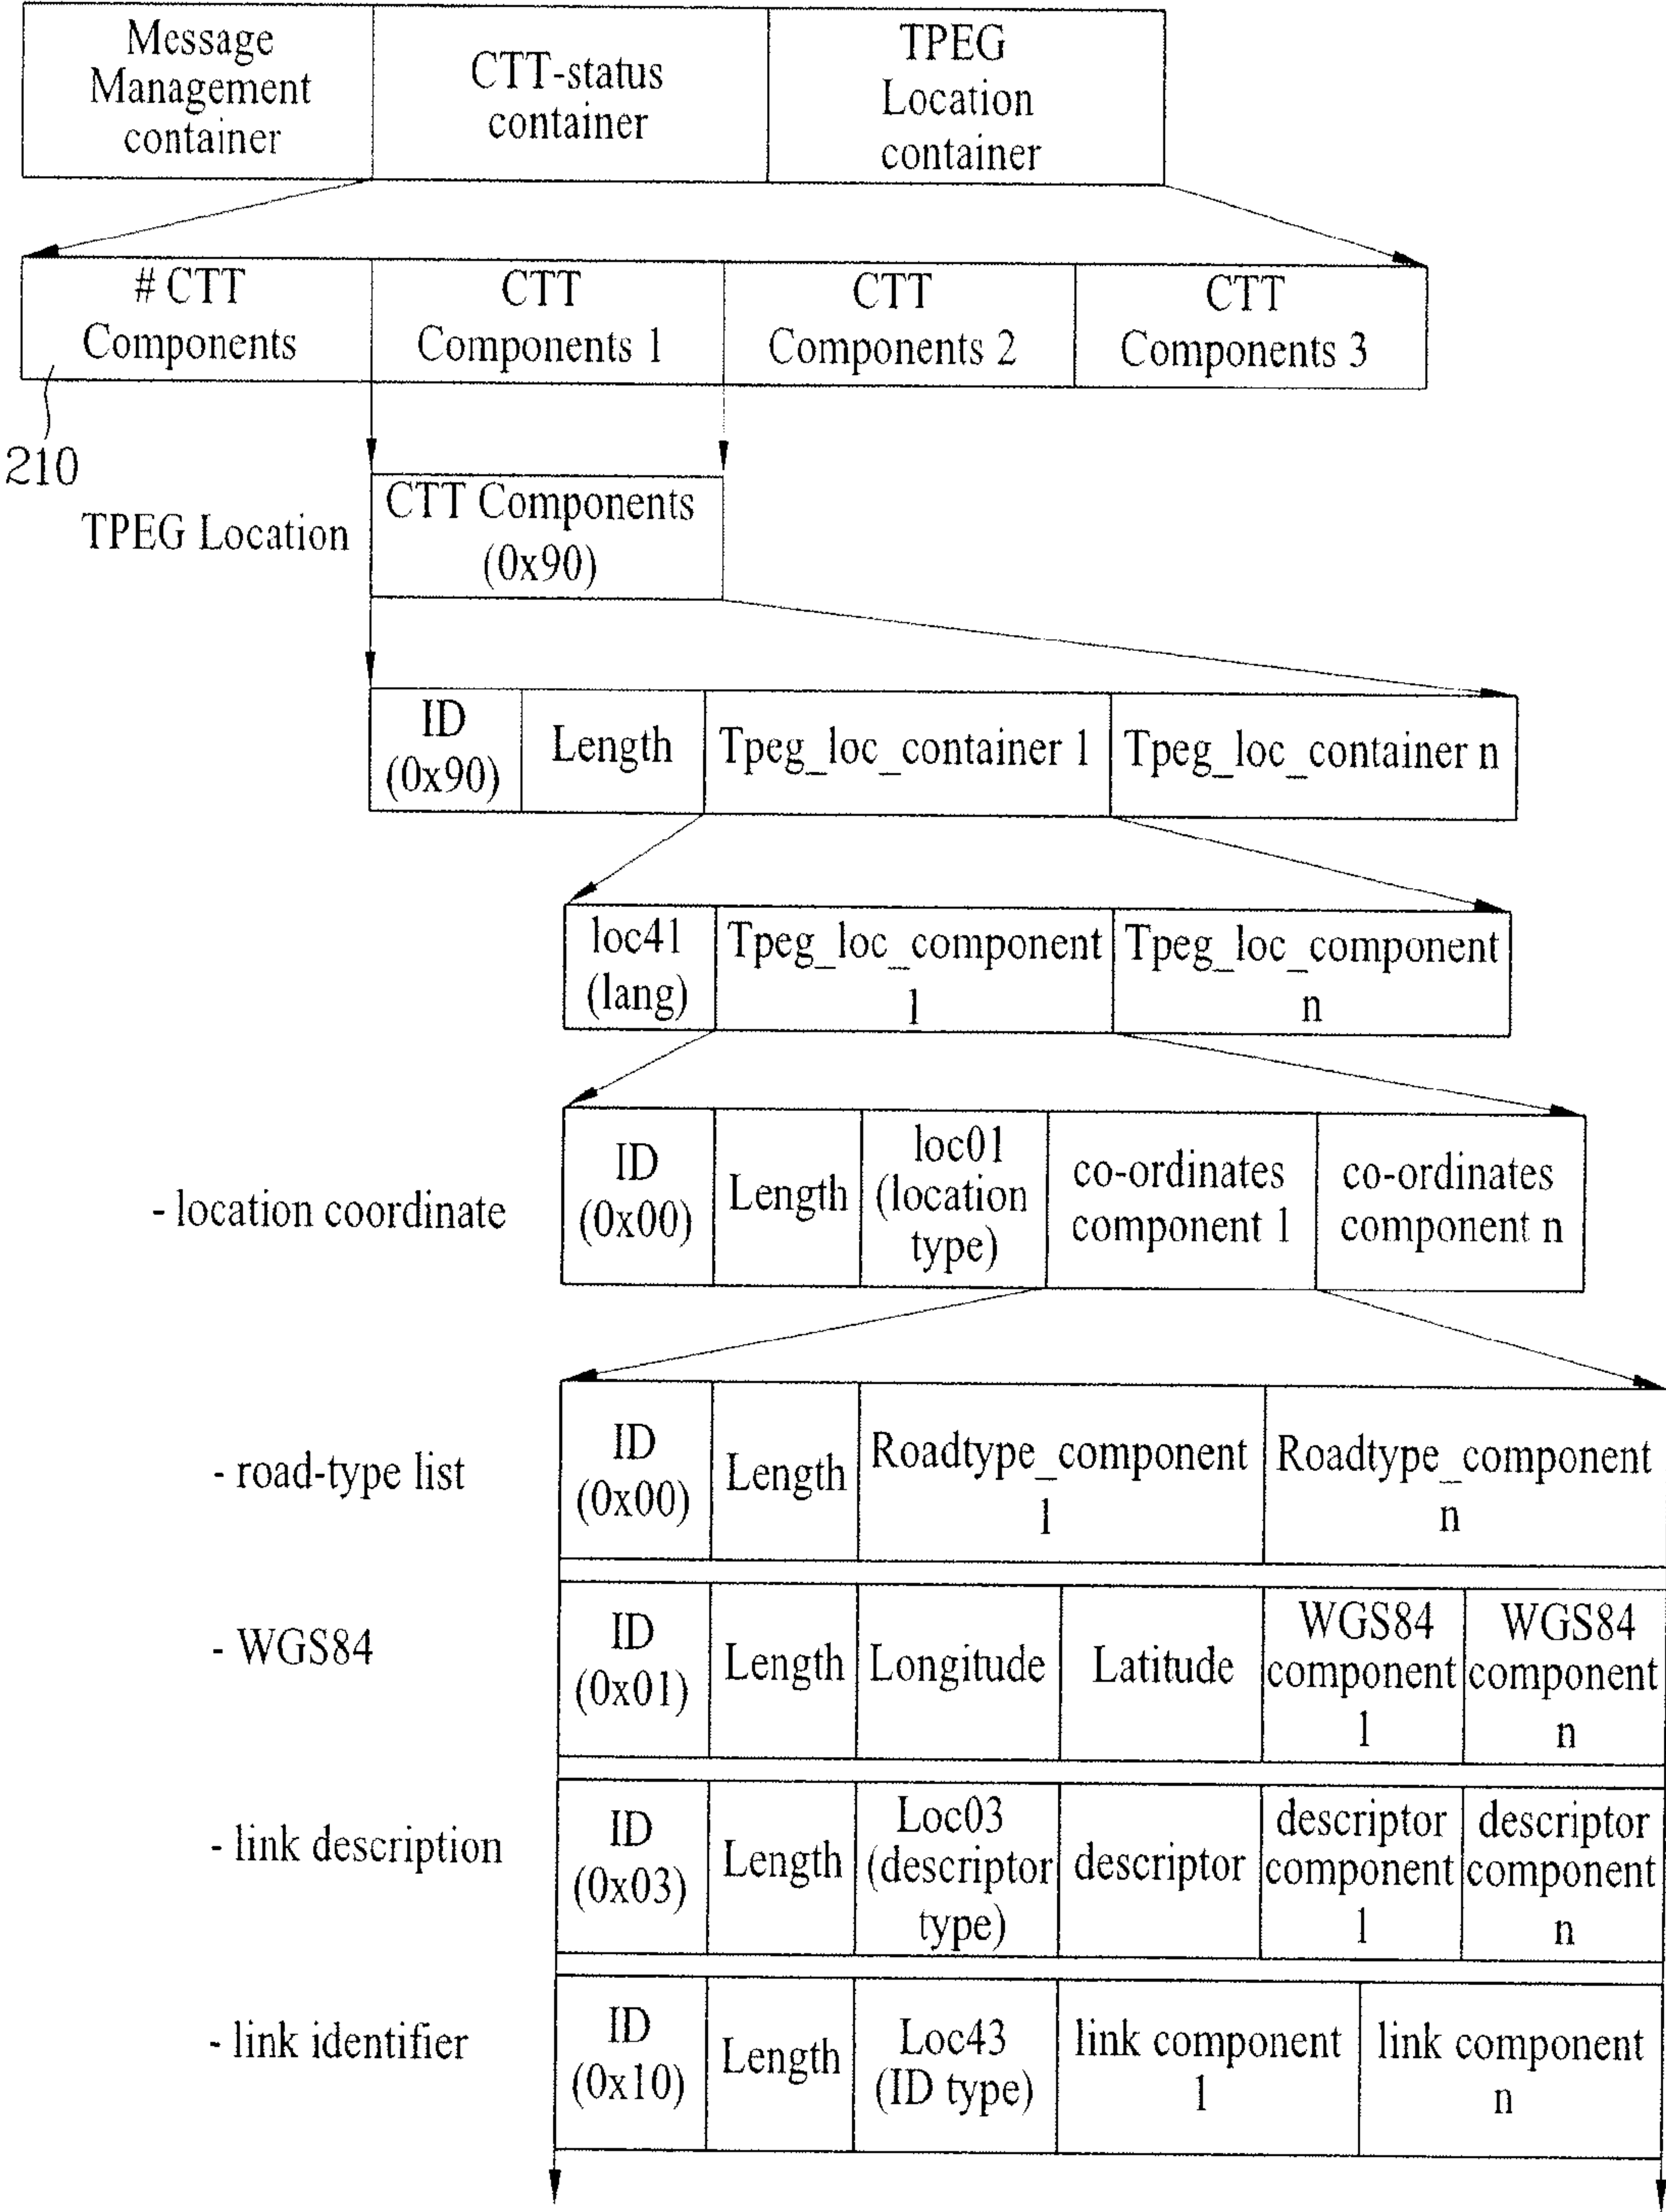 Message
Management
container
CTT-status
container
TPEG
Location
container
# CTT
Components
CTT
Components 1
CTT
Components 2
CTT
Components 3
210
TPEG Location
CTT Components
(0x90)
ID
(0x90)
Length
Tpeg_loc_container 1
Tpeg_loc_container n
loc41
(lang)
Tpeg_loc_component
1
Tpeg_loc_component
n
- location coordinate
ID
(0x00)
Length
loc01
(location
type)
co-ordinates
component 1
co-ordinates
component n
- road-type list
ID
(0x00)
Length
Roadtype_component
1
Roadtype_component
n
- WGS84
ID
(0x01)
Length
Longitude
Latitude
WGS84
component
1
WGS84
component
n
- link description
ID
(0x03)
Length
Loc03
(descriptor
type)
descriptor
descriptor
component
1
descriptor
component
n
- link identifier
ID
(0x10)
Length
Loc43
(ID type)
link component
1
link component
n